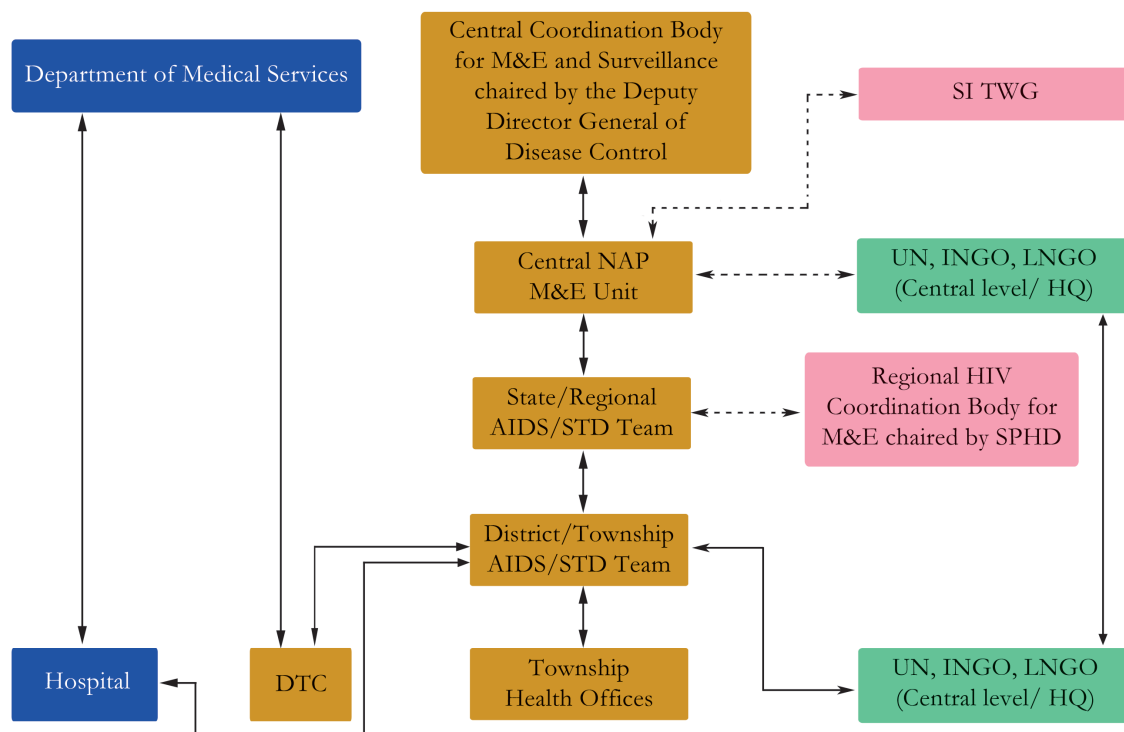 Department of Medical Services
Central Coordination Body
for M&E and Surveillance
chaired by the Deputy
Director General of
Disease Control
SI TWG
Central NAP
M&E Unit
UN, INGO, LNGO
(Central level/ HQ)
State/Regional
AIDS/STD Team
Regional HIV
Coordination Body for
M&E chaired by SPHD
District/Township
AIDS/STD Team
Hospital
DTC
Township
Health Offices
UN, INGO, LNGO
(Central level/ HQ)